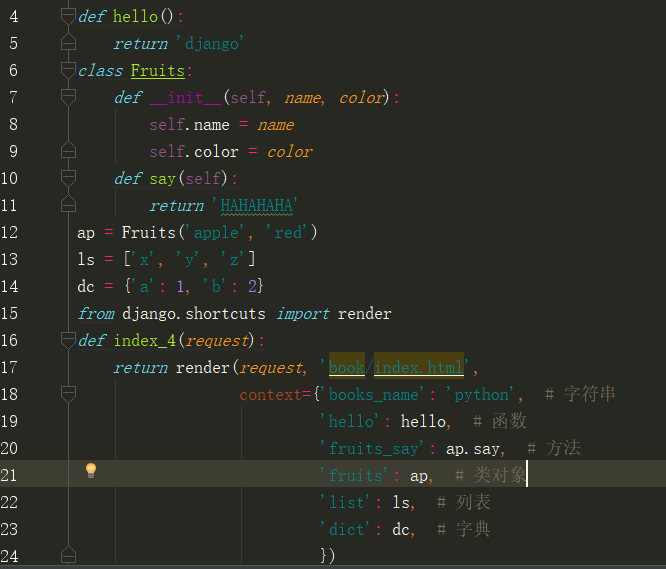 4 def hello():
5     return 'django'
6 class Fruits:
7     def __init__(self, name, color):
8         self.name = name
9         self.color = color
10     def say(self):
11         return 'HAHAHAHA'
12 ap = Fruits('apple', 'red')
13 ls = ['x', 'y', 'z']
14 dc = {'a': 1, 'b': 2}
15 from django.shortcuts import render
16 def index_4(request):
17     return render(request, 'book/index.html',
18                   context={'books_name': 'python',  # 字符串
19                            'hello': hello,  # 函数
20                            'fruits_say': ap.say,  # 方法
21                            'fruits': ap,  # 类对象
22                            'list': ls,  # 列表
23                            'dict': dc,  # 字典
24                            })